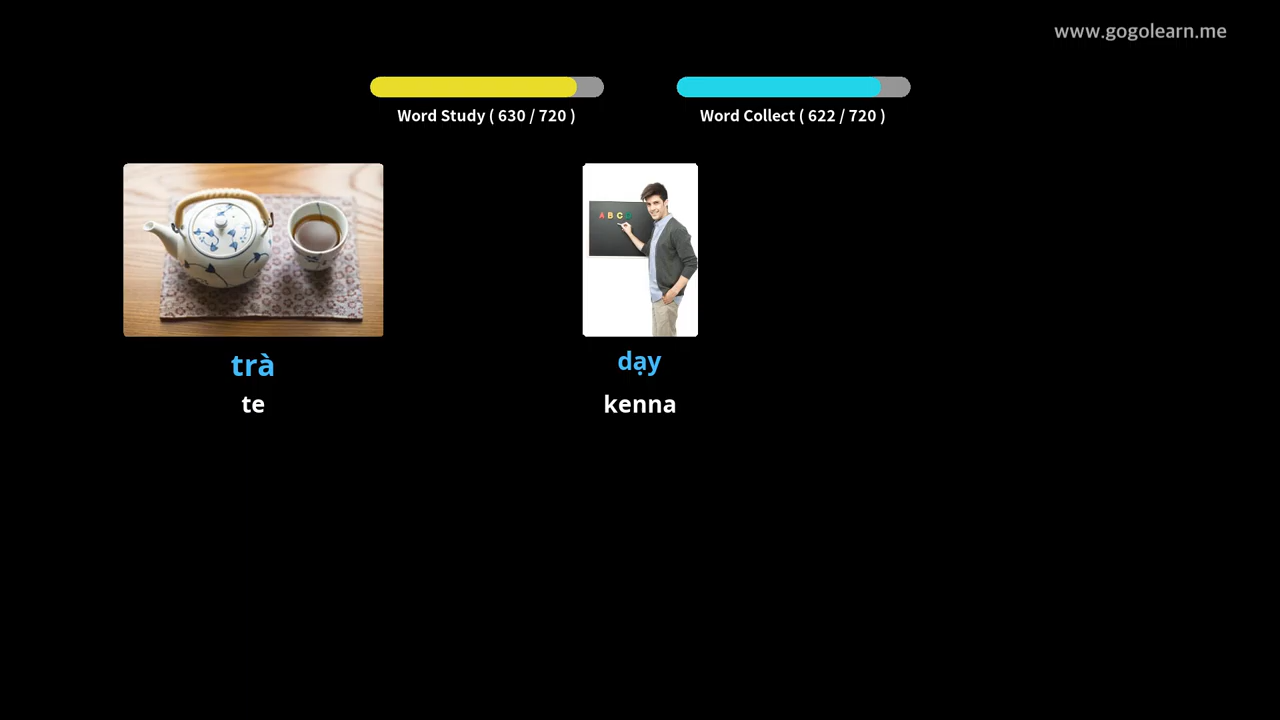 www.gogolearn.me
Word Study ( 630 / 720 )
Word Collect ( 622 / 720 )
A B C D
trà
te
dạy
kenna